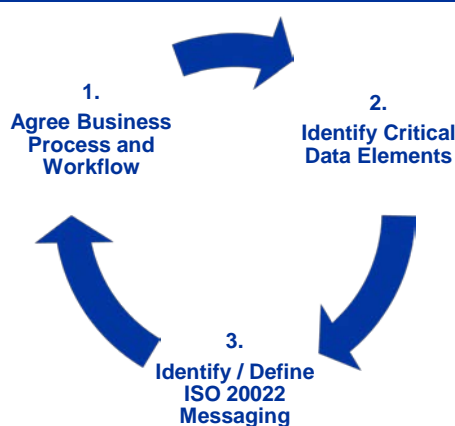 1.
Agree Business
Process and
Workflow
2.
Identify Critical
Data Elements
3.
Identify / Define
ISO 20022
Messaging